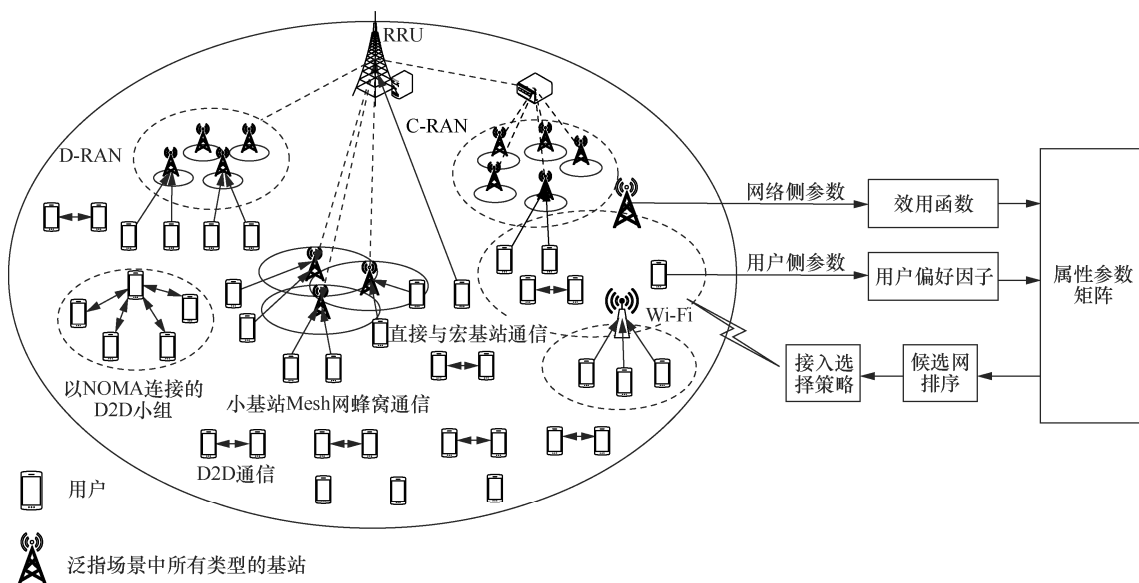 RRU
C-RAN
D-RAN
网络侧参数
效用函数
用户侧参数
用户偏好因子
属性参数
矩阵
Wi-Fi
直接与宏基站通信
接入选
择策略
候选网
排序
以NOMA连接的
D2D小组
小基站Mesh网蜂窝通信
D2D通信
用户
泛指场景中所有类型的基站